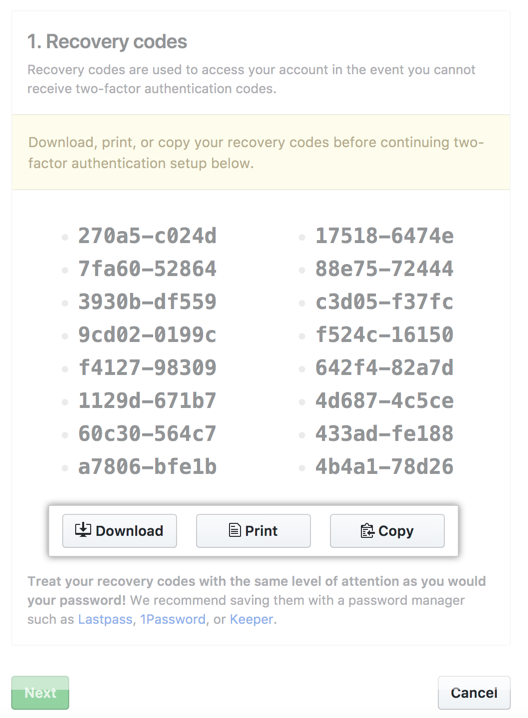 1. Recovery codes
Recovery codes are used to access your account in the event you cannot
receive two-factor authentication codes.
Download, print, or copy your recovery codes before continuing two-
factor authentication setup below.
270a5-c024d 17518-6474e
7fa60-52864 88e75-72444
3930b-df559 c3d05-f37fc
9cd02-0199c f524c-16150
f4127-98309 642f4-82a7d
1129d-671b7 4d687-4c5ce
60c30-564c7 433ad-fe188
a7806-bfe1b 4b4a1-78d26
Download Print Copy
Treat your recovery codes with the same level of attention as you would
your password! We recommend saving them with a password manager
such as Lastpass, 1Password, or Keeper.
Next Cancel